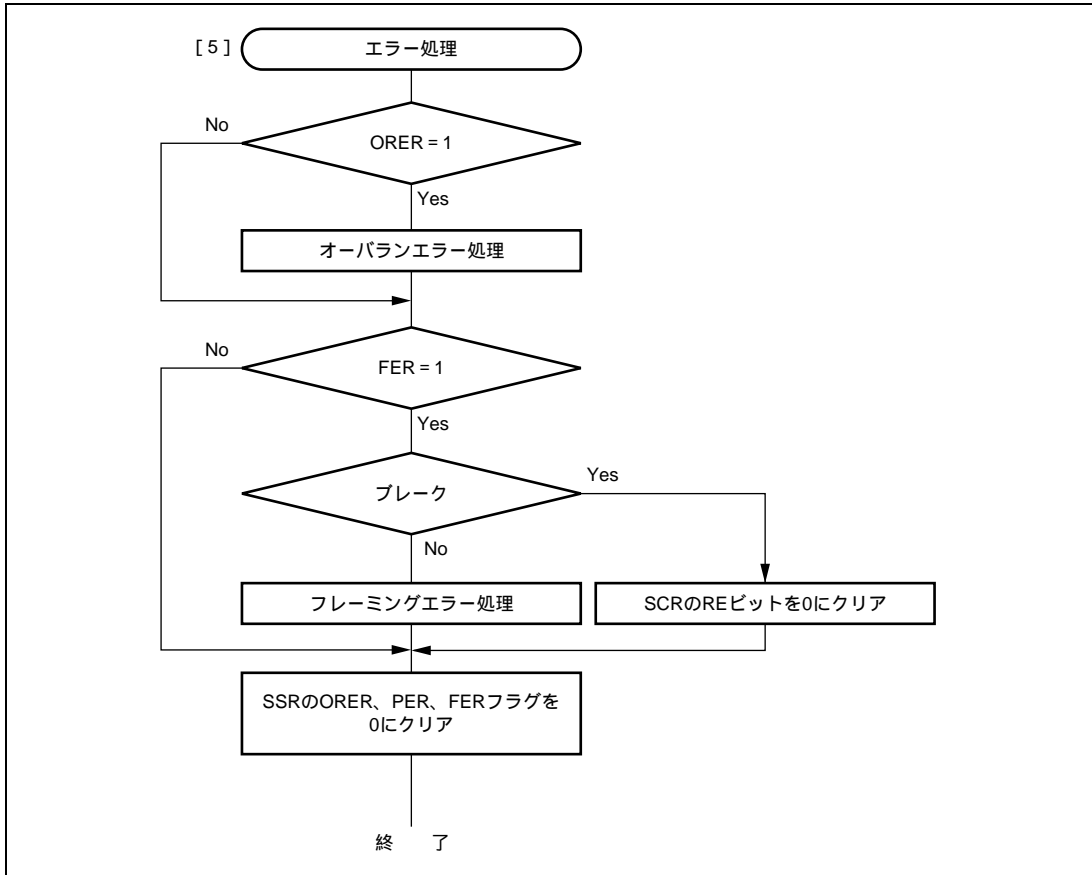 [5]
エラー処理
No
ORER = 1
Yes
オーバランエラー処理
No
FER = 1
Yes
ブレーク
Yes
No
フレーミングエラー処理
SCRのREビットを0にクリア
SSRのORER、PER、FERフラグを
0にクリア
終 了